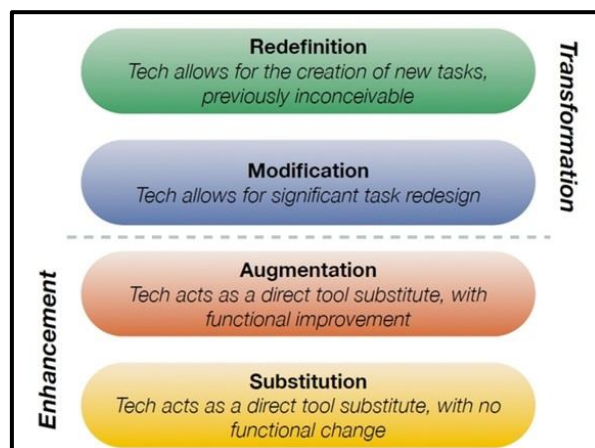 Redefinition
Tech allows for the creation of new tasks,
previously inconceivable
Transformation
Modification
Tech allows for significant task redesign
Augmentation
Tech acts as a direct tool substitute, with
functional improvement
Enhancement
Substitution
Tech acts as a direct tool substitute, with no
functional change